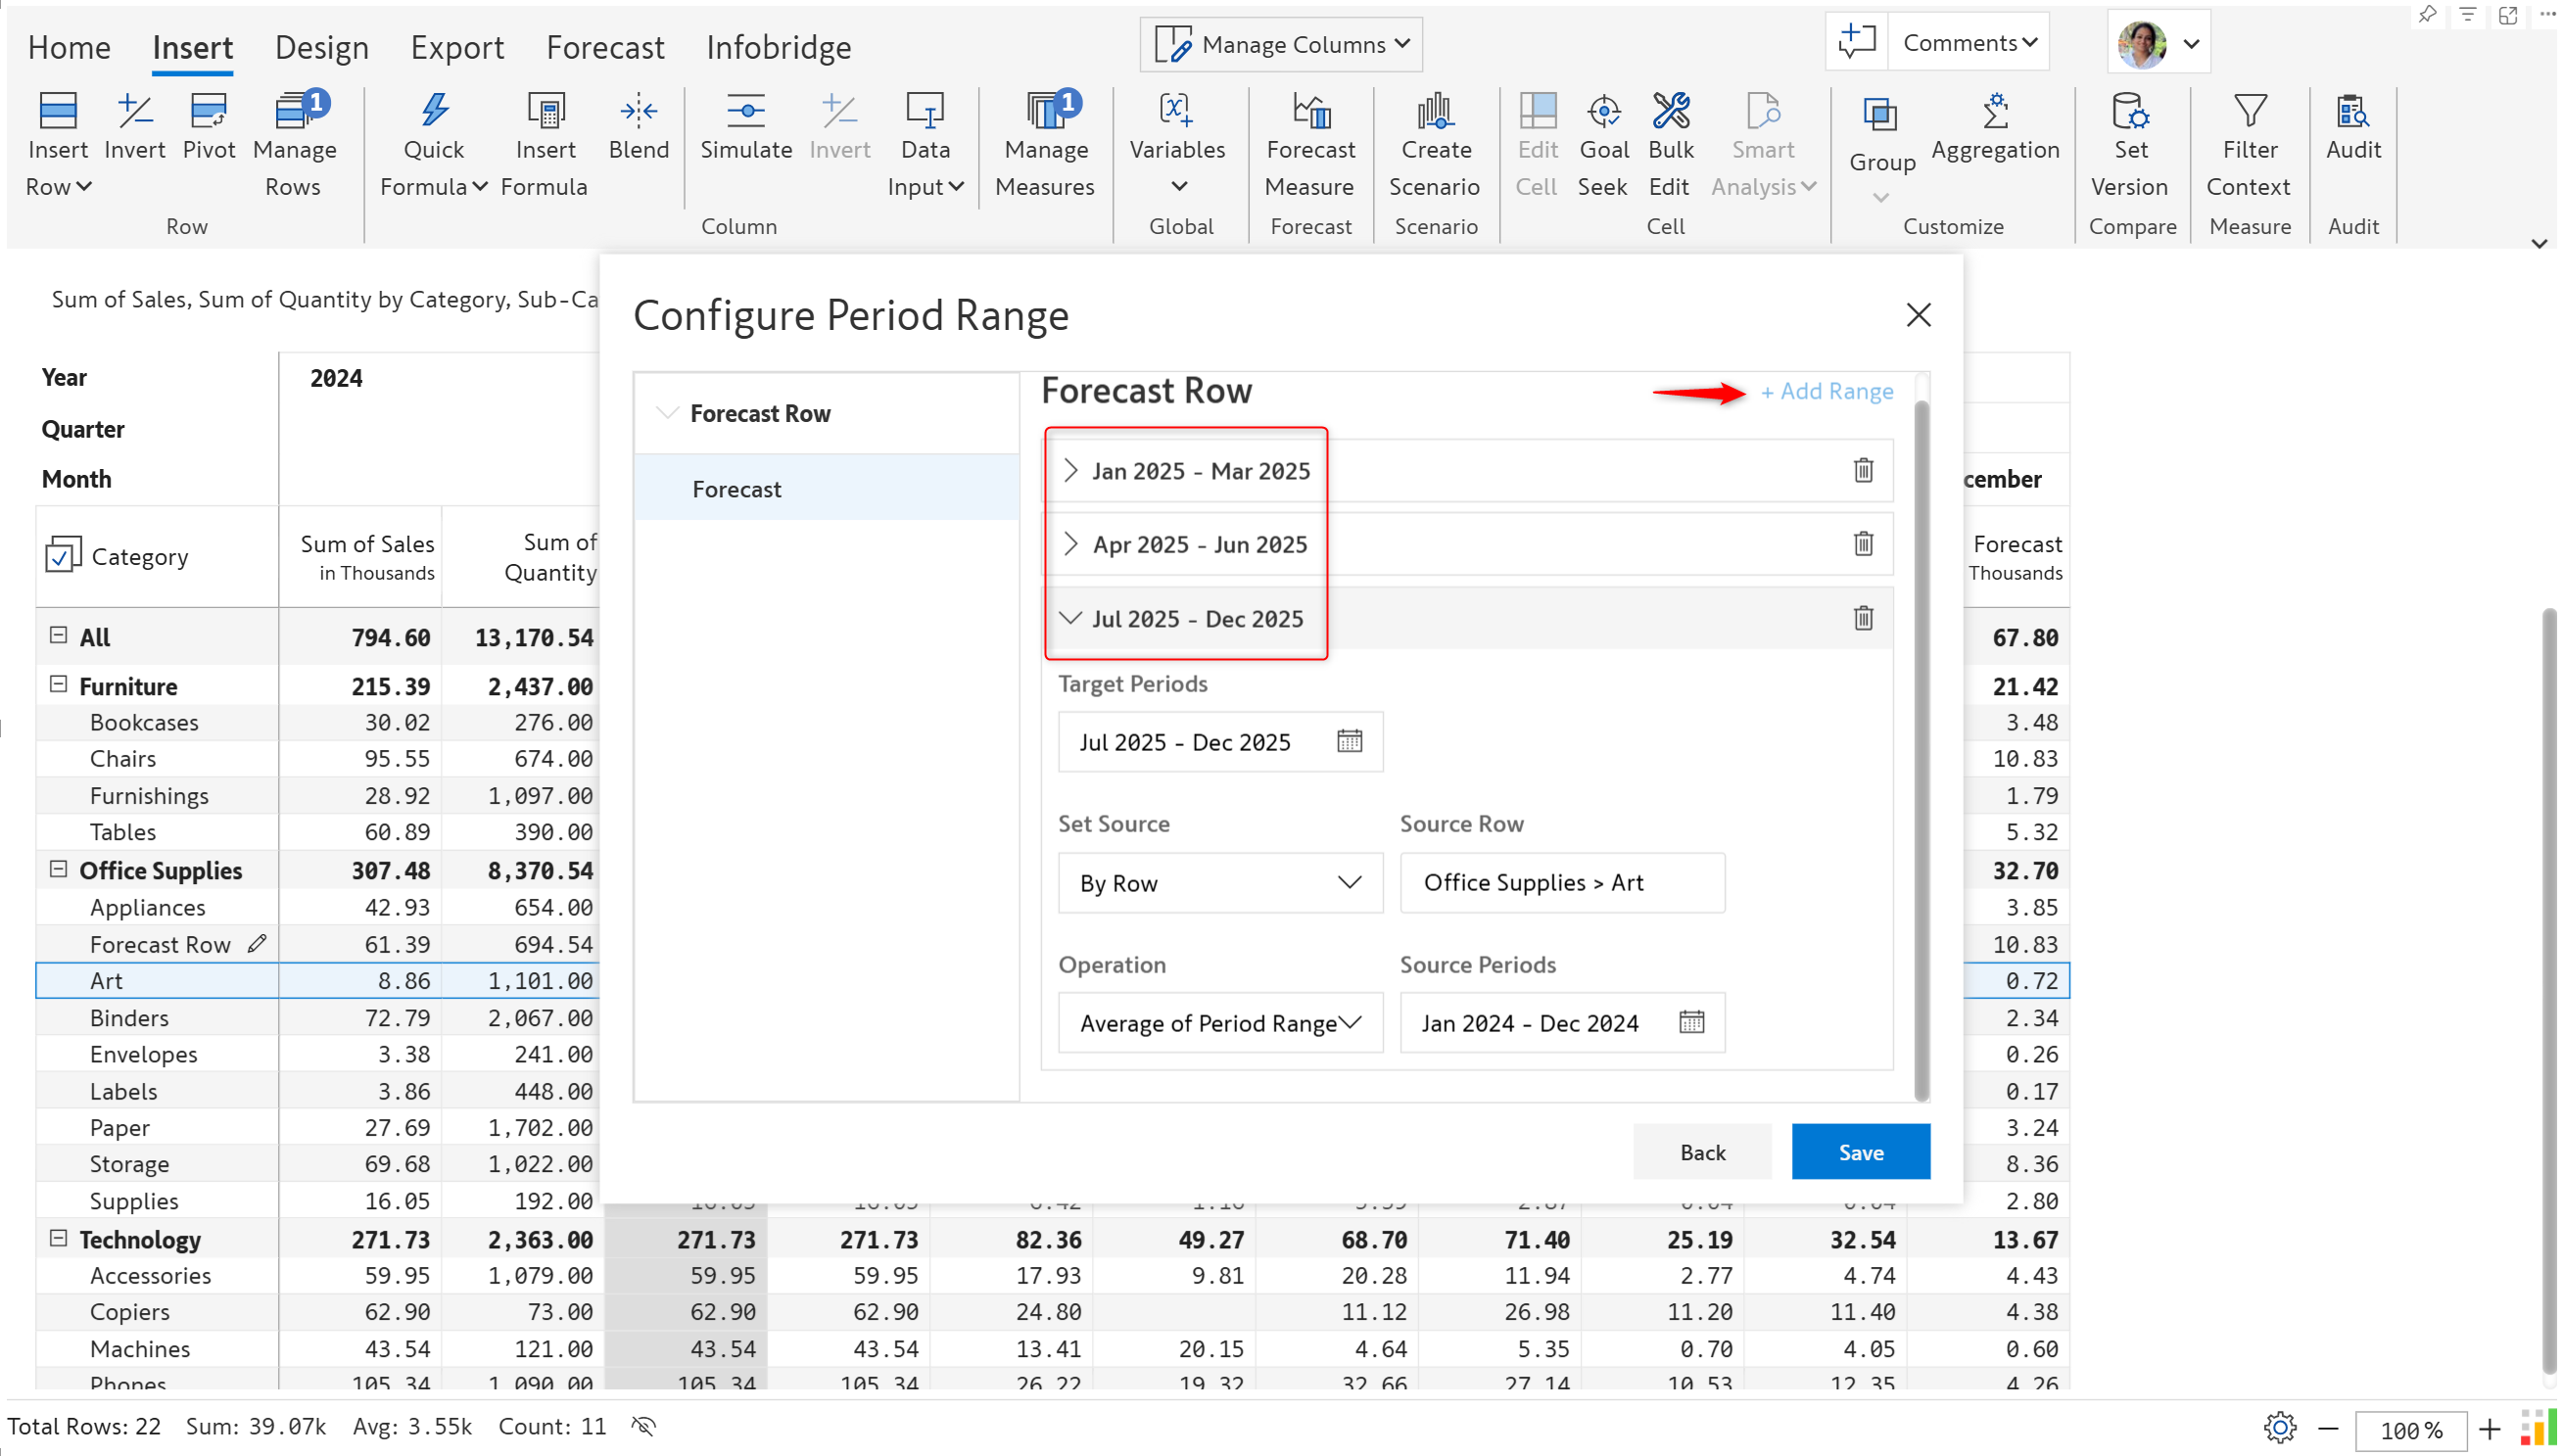 Home Insert Design Export Forecast Infobridge Manage Columns Comments
1 1
Insert Invert Pivot Manage Quick Insert Blend Simulate Invert Data Manage Variables Forecast Create Edit Goal Bulk Smart Group Aggregation Set Filter Audit
Row Rows Formula Formula Input Measures Measure Scenario Cell Seek Edit Analysis Version Context
Row Column Global Forecast Scenario Cell Customize Compare Measure Audit
Sum of Sales, Sum of Quantity by Category, Sub-Ca
Configure Period Range
Year 2024
Quarter
Month
cember
Category
Sum of Sales
in Thousands
Sum of
Quantity
Forecast
Thousands
Forecast Row
Forecast
Forecast Row
+ Add Range
Jan 2025 - Mar 2025
Apr 2025 - Jun 2025
Jul 2025 - Dec 2025
Target Periods
Jul 2025 - Dec 2025
Set Source Source Row
By Row Office Supplies > Art
Operation Source Periods
Average of Period Range Jan 2024 - Dec 2024
Back Save
All 794.60 13,170.54 67.80
Furniture 215.39 2,437.00 21.42
Bookcases 30.02 276.00 3.48
Chairs 95.55 674.00 10.83
Furnishings 28.92 1,097.00 1.79
Tables 60.89 390.00 5.32
Office Supplies 307.48 8,370.54 32.70
Appliances 42.93 654.00 3.85
Forecast Row 61.39 694.54 10.83
Art 8.86 1,101.00 0.72
Binders 72.79 2,067.00 2.34
Envelopes 3.38 241.00 0.26
Labels 3.86 448.00 0.17
Paper 27.69 1,702.00 3.24
Storage 69.68 1,022.00 8.36
Supplies 16.05 192.00 2.80
Technology 271.73 2,363.00 271.73 271.73 82.36 49.27 68.70 71.40 25.19 32.54 13.67
Accessories 59.95 1,079.00 59.95 59.95 17.93 9.81 20.28 11.94 2.77 4.74 4.43
Copiers 62.90 73.00 62.90 62.90 24.80 11.12 26.98 11.20 11.40 4.38
Machines 43.54 121.00 43.54 43.54 13.41 20.15 4.64 5.35 0.70 4.05 0.60
Phones 105.34 1,090.00 105.34 105.34 26.22 19.32 32.66 27.14 10.53 12.35 4.26
Total Rows: 22 Sum: 39.07k Avg: 3.55k Count: 11 100 %